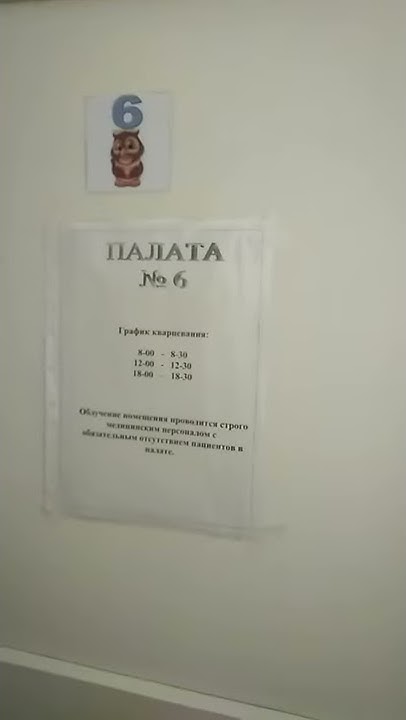 6
ПАЛАТА
№ 6
График кварцевания:
8-00 - 8-30
12-00 - 12-30
18-00 - 18-30
Облучение помещения проводится строго
медицинским персоналом с
обязательным отсутствием пациентов в
палате.